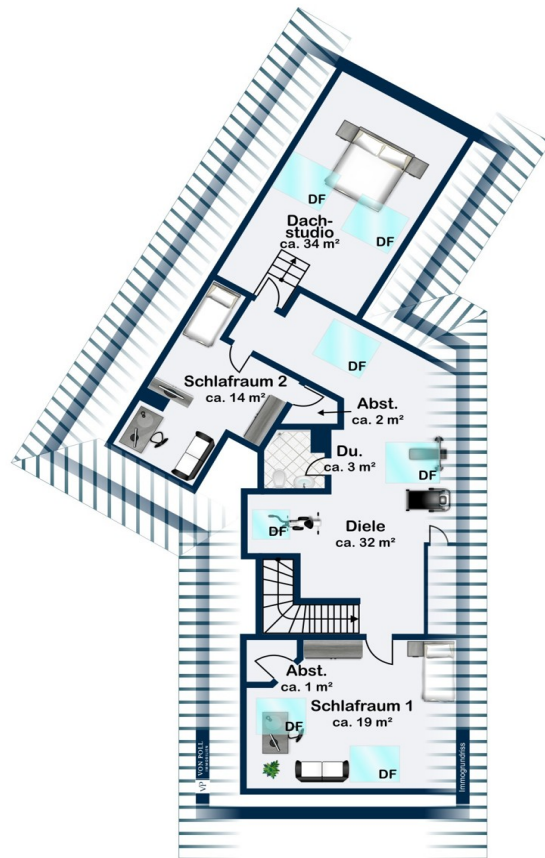 DF
Dach-
studio
ca. 34 m²
DF
DF
Schlafraum 2
ca. 14 m²
Abst.
ca. 2 m²
Du.
ca. 3 m²
DF
DF
Diele
ca. 32 m²
Abst.
ca. 1 m²
Schlafraum 1
ca. 19 m²
DF
DF
VP VON POLL
IMMOBILIEN
Immogrundriss